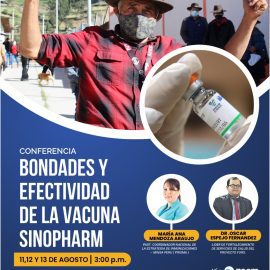 CONFERENCIA
BONDADES Y
EFECTIVIDAD
DE LA VACUNA
SINOPHARM
11,12 Y 13 DE AGOSTO | 3:00 p.m.
MARÍA ANA
MENDOZA ARAUJO
DR. OSCAR
ESPEJO FERNANDEZ